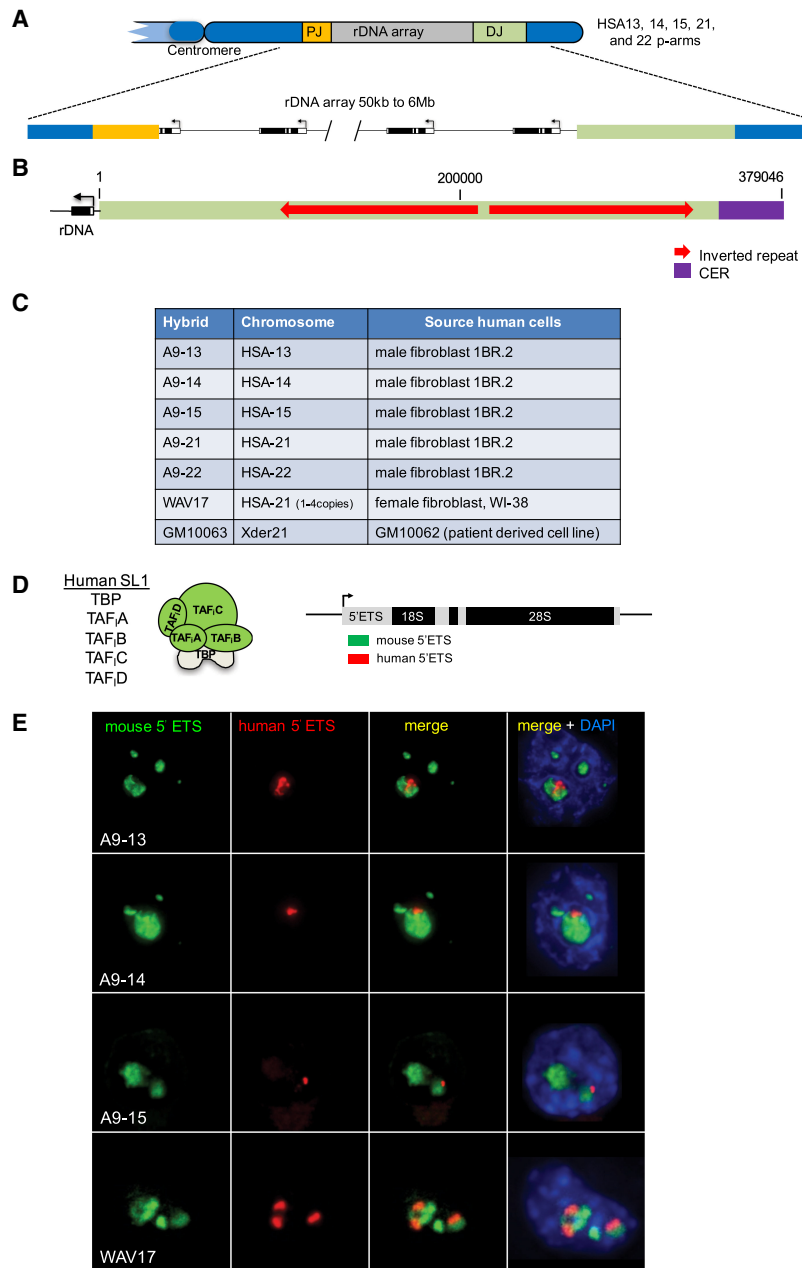 A
Centromere
PJ
rDNA array
DJ
HSA13, 14, 15, 21,
and 22 p-arms
rDNA array 50kb to 6Mb
B
1
200000
379046
rDNA
Inverted repeat
CER
C
Hybrid Chromosome Source human cells
A9-13 HSA-13 male fibroblast 1BR.2
A9-14 HSA-14 male fibroblast 1BR.2
A9-15 HSA-15 male fibroblast 1BR.2
A9-21 HSA-21 male fibroblast 1BR.2
A9-22 HSA-22 male fibroblast 1BR.2
WAV17 HSA-21 (1-4copies) female fibroblast, WI-38
GM10063 Xder21 GM10062 (patient derived cell line)
D
Human SL1
TBP
TAFIA
TAFIB
TAFIC
TAFID
TAFID
TAFIC
TAFIA
TAFIB
TBP
5'ETS
18S
28S
mouse 5'ETS
human 5'ETS
E
mouse 5' ETS
human 5' ETS
merge
merge + DAPI
A9-13
A9-14
A9-15
WAV17